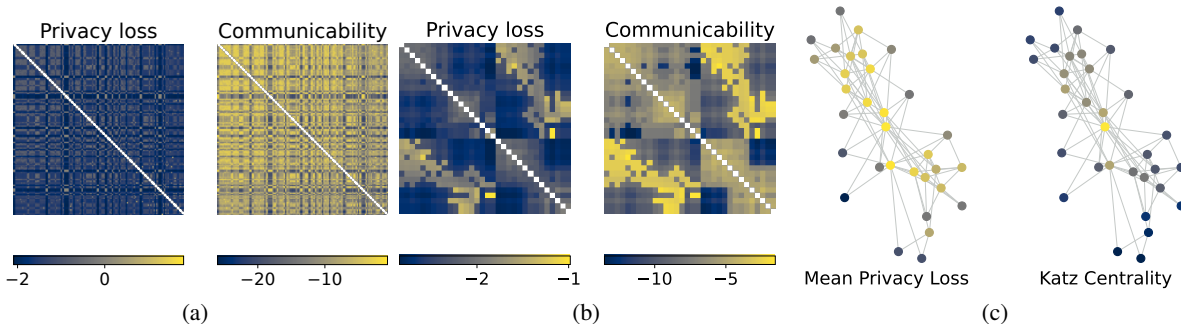 Privacy loss Communicability Privacy loss Communicability
−2 0 −20 −10 −2 −1 −10 −5
Mean Privacy Loss Katz Centrality
(a) (b) (c)